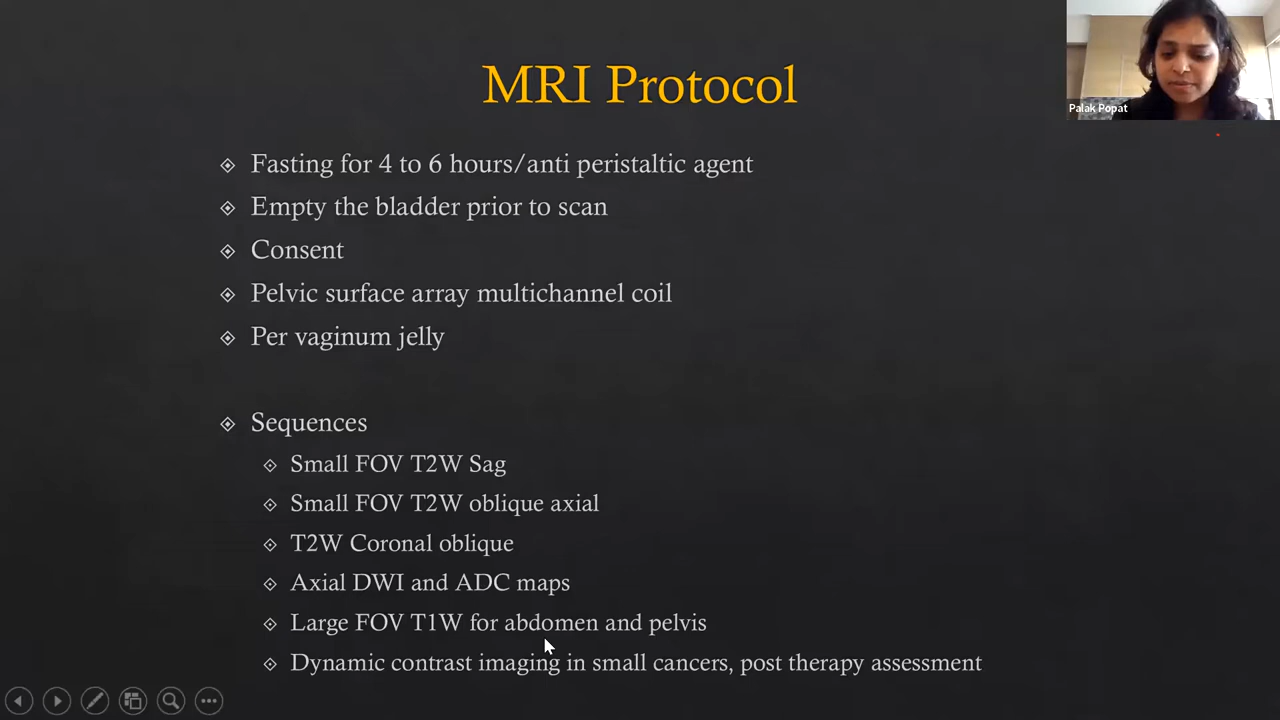 MRI Protocol
Palak Popat
Fasting for 4 to 6 hours/anti peristaltic agent
Empty the bladder prior to scan
Consent
Pelvic surface array multichannel coil
Per vaginum jelly
Sequences
Small FOV T2W Sag
Small FOV T2W oblique axial
T2W Coronal oblique
Axial DWI and ADC maps
Large FOV T1W for abdomen and pelvis
Dynamic contrast imaging in small cancers, post therapy assessment